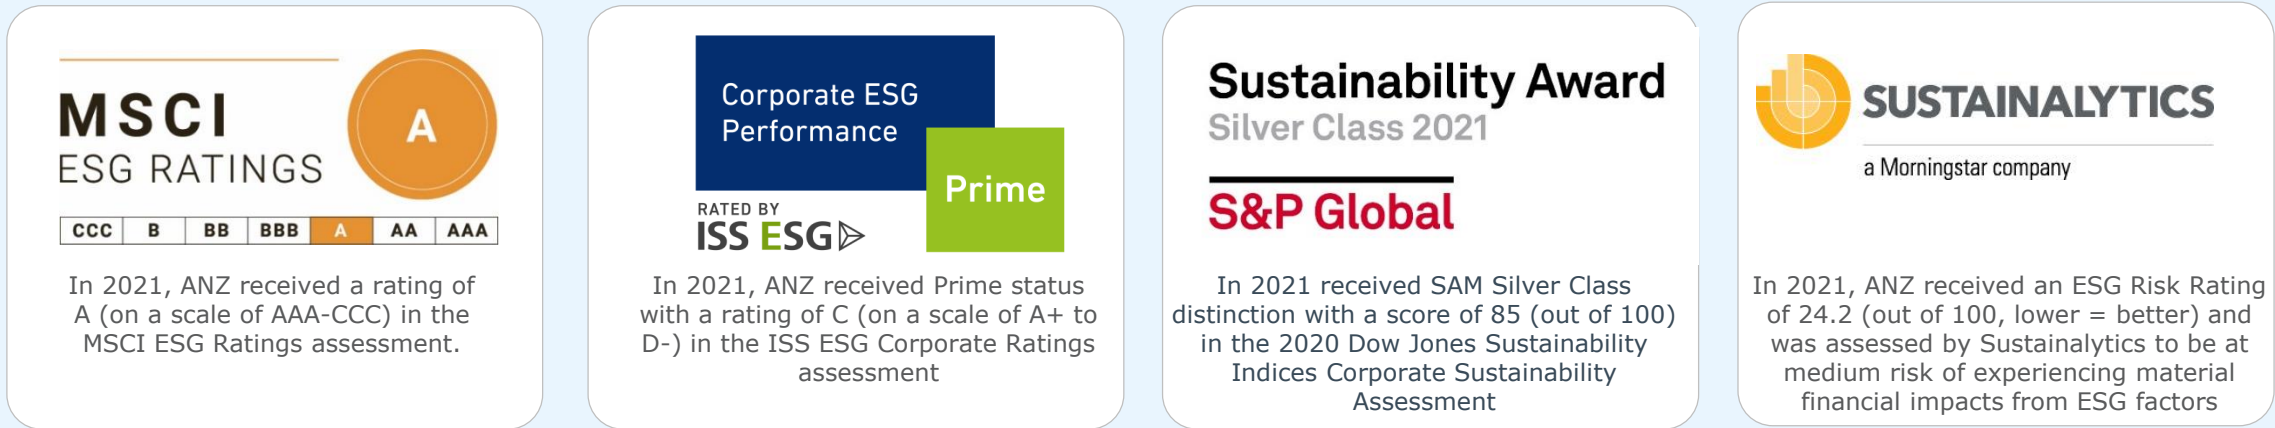 MSCI
ESG RATINGS
A
CCC B BB BBB A AA AAA
In 2021, ANZ received a rating of
A (on a scale of AAA-CCC) in the
MSCI ESG Ratings assessment.
Corporate ESG
Performance
Prime
RATED BY
ISS ESG
In 2021, ANZ received Prime status
with a rating of C (on a scale of A+ to
D-) in the ISS ESG Corporate Ratings
assessment
Sustainability Award
Silver Class 2021
S&P Global
In 2021 received SAM Silver Class
distinction with a score of 85 (out of 100)
in the 2020 Dow Jones Sustainability
Indices Corporate Sustainability
Assessment
SUSTAINALYTICS
a Morningstar company
In 2021, ANZ received an ESG Risk Rating
of 24.2 (out of 100, lower = better) and
was assessed by Sustainalytics to be at
medium risk of experiencing material
financial impacts from ESG factors